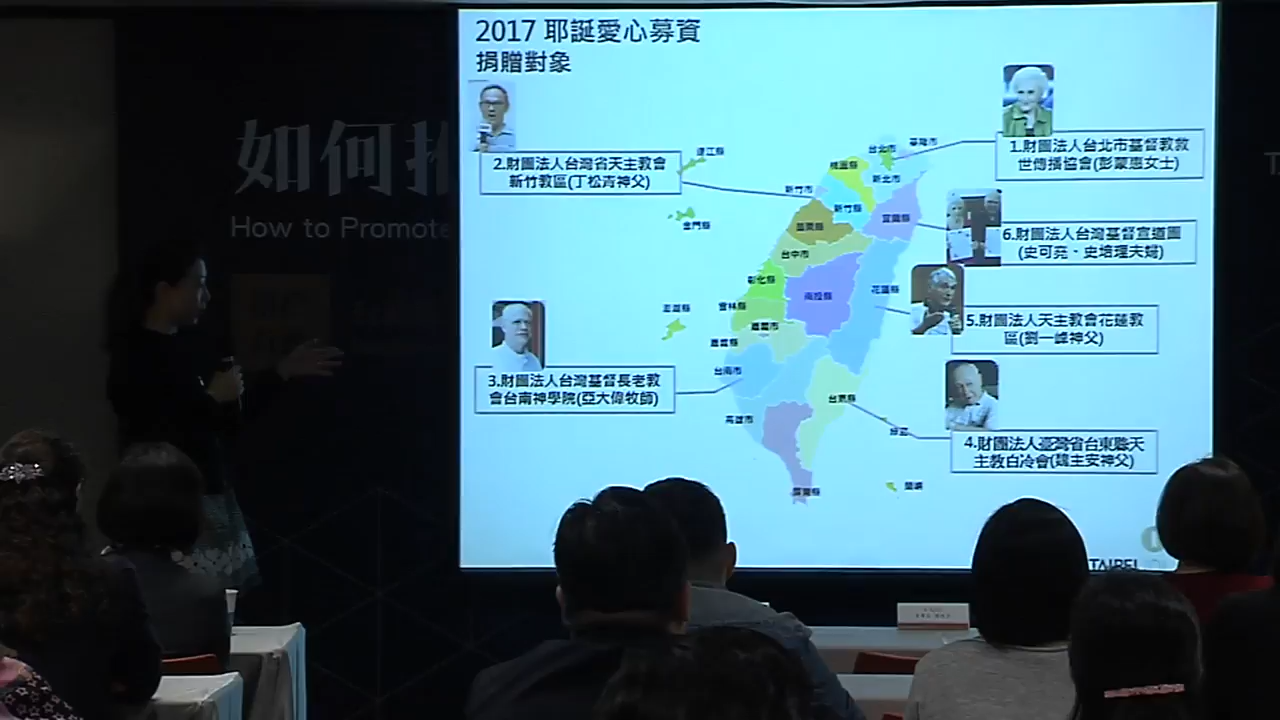 2017 耶誕愛心募資
捐贈對象
如何推
How to Promote
1.財團法人台北市基督教救
世傳播協會(彭蒙惠女士)
2.財團法人台灣省天主教會
新竹教區(丁松青神父)
6.財團法人台灣基督宣道團
(史可堯、史培理夫婦)
5.財團法人天主教會花蓮教
區(劉一峰神父)
3.財團法人台灣基督長老教
會台南神學院(亞大偉牧師)
4.財團法人臺灣省台東縣天
主教白冷會(魏主安神父)
連江縣
基隆市
台北市
桃園縣
新北市
新竹市
新竹縣
宜蘭縣
金門縣
苗栗縣
台中市
彰化縣
南投縣
花蓮縣
澎湖縣
雲林縣
嘉義市
嘉義縣
台南市
台東縣
高雄市
綠島
屏東縣
蘭嶼
TAIPEI